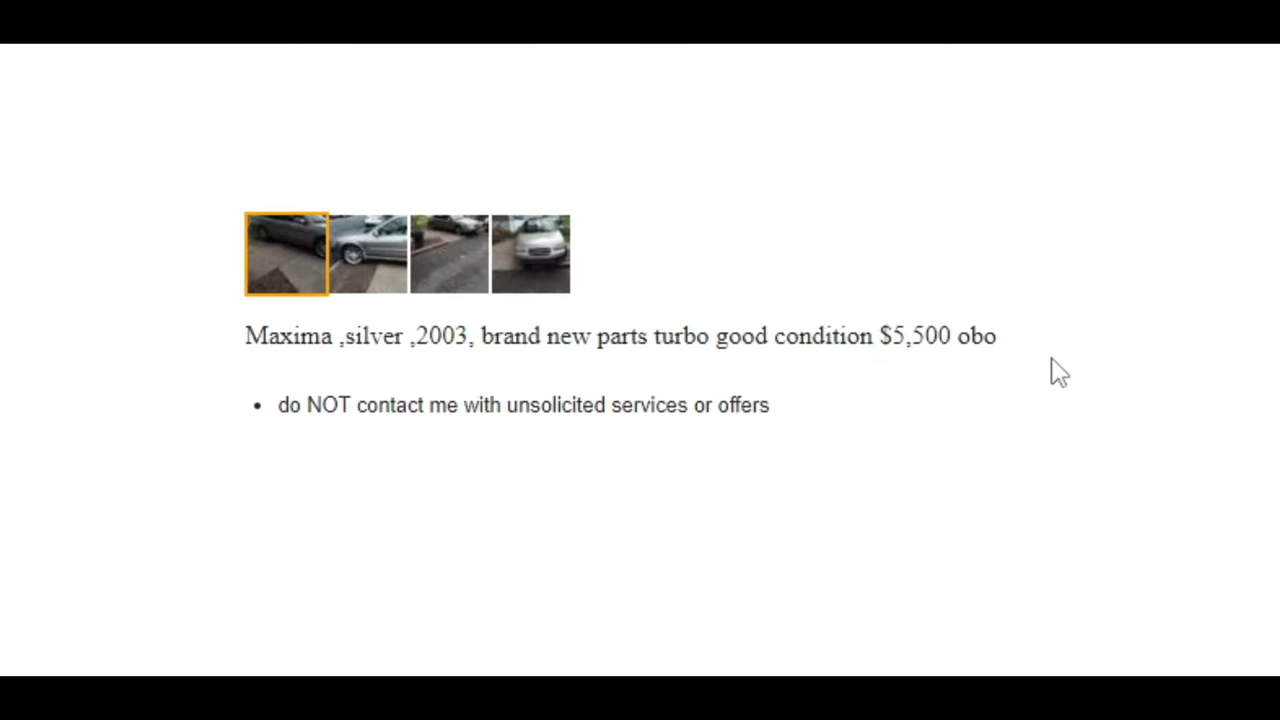 Maxima ,silver ,2003, brand new parts turbo good condition $5,500 obo
do NOT contact me with unsolicited services or offers